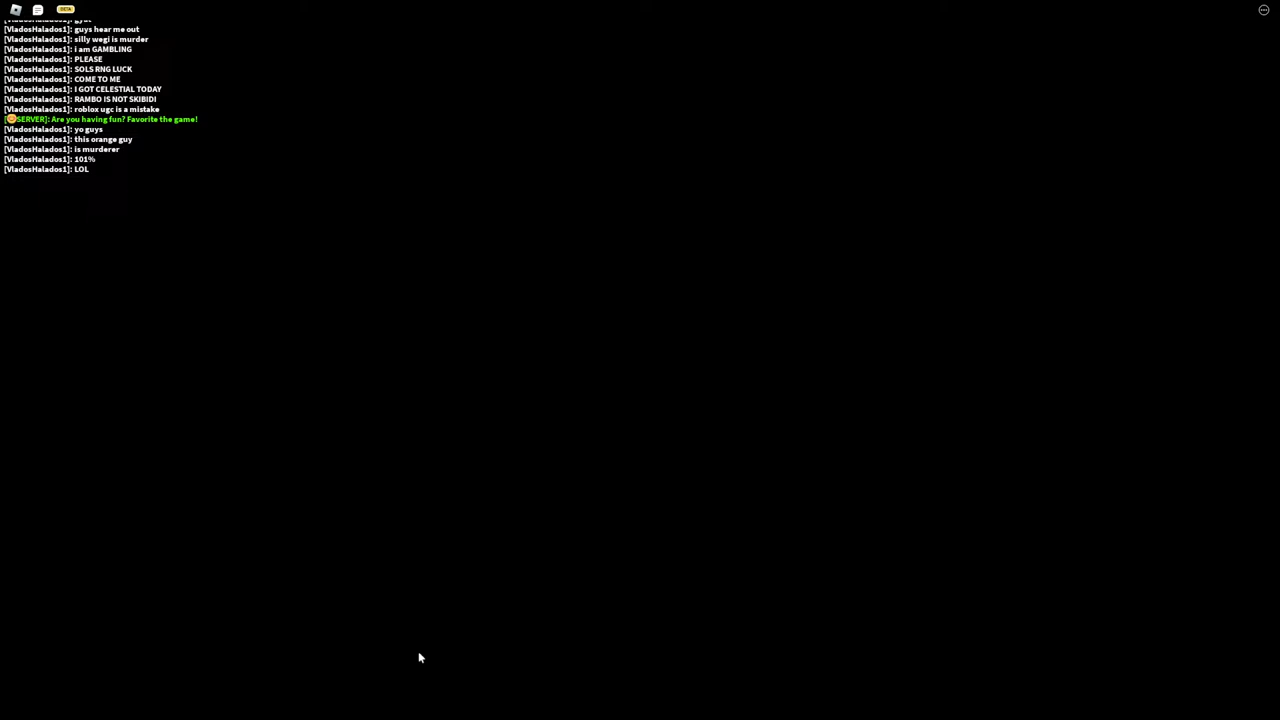 BETA
[VladosHalados1]: gyut
[VladosHalados1]: guys hear me out
[VladosHalados1]: silly wegi is murder
[VladosHalados1]: i am GAMBLING
[VladosHalados1]: PLEASE
[VladosHalados1]: SOLS RNG LUCK
[VladosHalados1]: COME TO ME
[VladosHalados1]: I GOT CELESTIAL TODAY
[VladosHalados1]: RAMBO IS NOT SKIBIDI
[VladosHalados1]: roblox ugc is a mistake
[😊SERVER]: Are you having fun? Favorite the game!
[VladosHalados1]: yo guys
[VladosHalados1]: this orange guy
[VladosHalados1]: is murderer
[VladosHalados1]: 101%
[VladosHalados1]: LOL